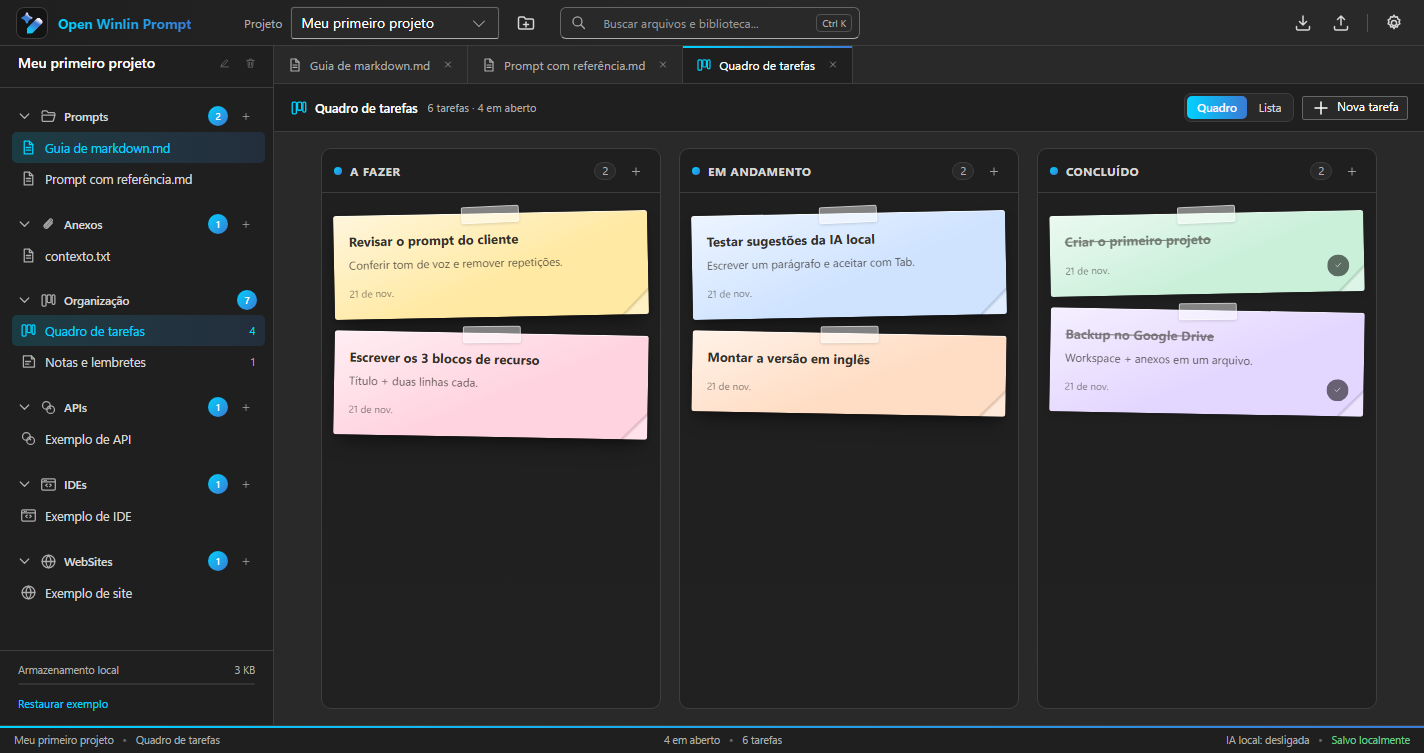 Open Winlin Prompt
Projeto
Meu primeiro projeto
Buscar arquivos e biblioteca...
Ctrl K
Meu primeiro projeto
Prompts
2
Guia de markdown.md
Prompt com referência.md
Anexos
1
contexto.txt
Organização
7
Quadro de tarefas
4
Notas e lembretes
1
APIs
1
Exemplo de API
IDEs
1
Exemplo de IDE
WebSites
1
Exemplo de site
Armazenamento local
3 KB
Restaurar exemplo
Guia de markdown.md
Prompt com referência.md
Quadro de tarefas
Quadro de tarefas
6 tarefas · 4 em aberto
Quadro
Lista
Nova tarefa
A FAZER
2
Revisar o prompt do cliente
Conferir tom de voz e remover repetições.
21 de nov.
Escrever os 3 blocos de recurso
Título + duas linhas cada.
21 de nov.
EM ANDAMENTO
2
Testar sugestões da IA local
Escrever um parágrafo e aceitar com Tab.
21 de nov.
Montar a versão em inglês
21 de nov.
CONCLUÍDO
2
Criar o primeiro projeto
21 de nov.
Backup no Google Drive
Workspace + anexos em um arquivo.
21 de nov.
Meu primeiro projeto • Quadro de tarefas
4 em aberto • 6 tarefas
IA local: desligada • Salvo localmente